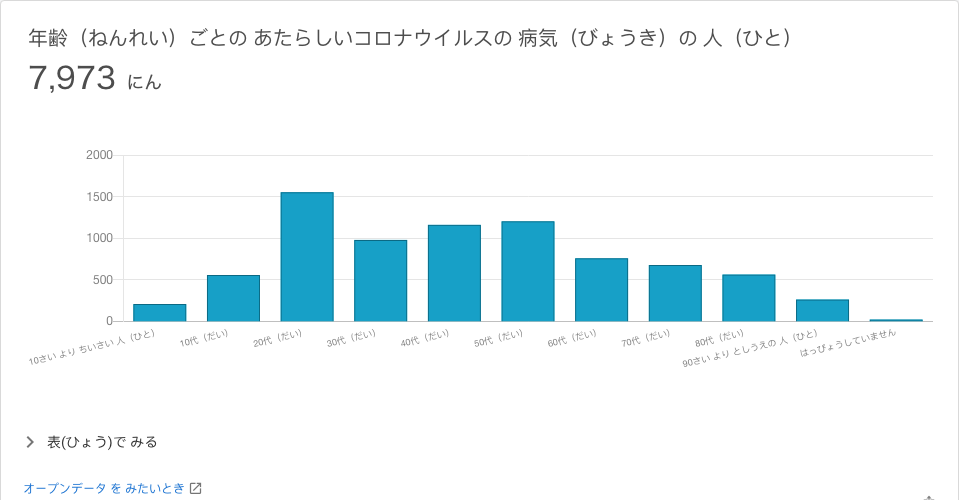 年齢（ねんれい）ごとの あたらしいコロナウイルスの 病気（びょうき）の 人（ひと）
7,973 にん
2000
1500
1000
500
0
10さい より ちいさい 人（ひと）
10代（だい）
20代（だい）
30代（だい）
40代（だい）
50代（だい）
60代（だい）
70代（だい）
80代（だい）
90さい より としうえの 人（ひと）
はっぴょうしていません
表(ひょう)で みる
オープンデータ を みたいとき